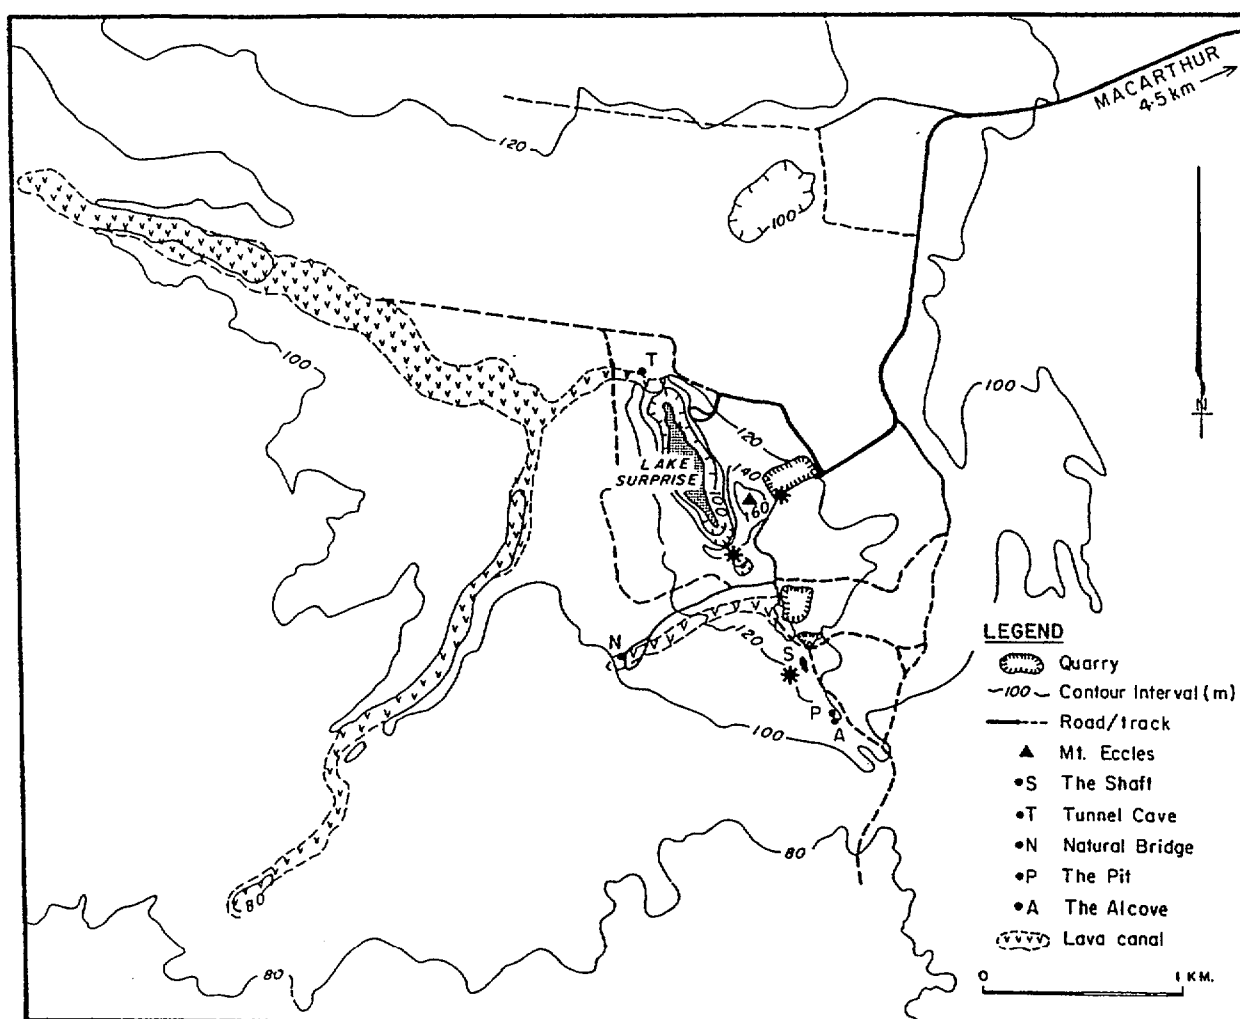 MACARTHUR
4·5 km
120
100
100
100
T
120
140
LAKE
SURPRISE
100
160
N
N
120
S
P
A
100
80
80
80
LEGEND
Quarry
100 Contour Interval (m)
Road/track
Mt. Eccles
•S The Shaft
•T Tunnel Cave
•N Natural Bridge
•P The Pit
•A The Alcove
Lava canal
0 1 KM.